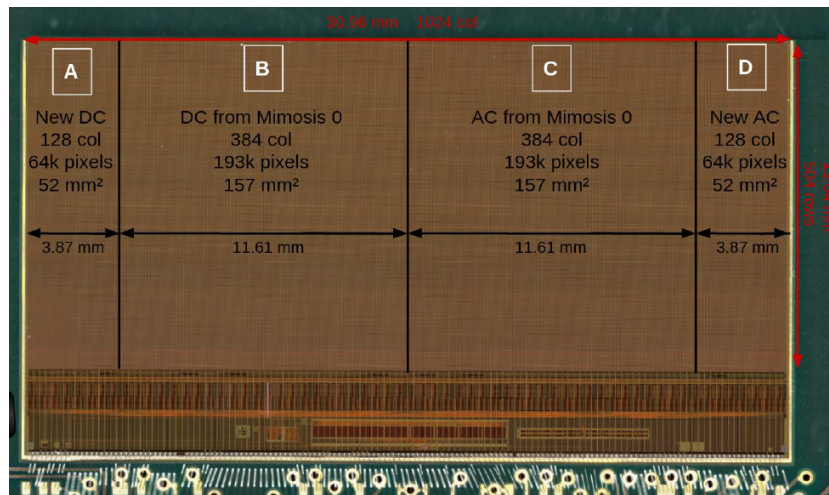 30.96 mm 1024 col
A
B
C
D
New DC
128 col
64k pixels
52 mm²
DC from Mimosis 0
384 col
193k pixels
157 mm²
AC from Mimosis 0
384 col
193k pixels
157 mm²
New AC
128 col
64k pixels
52 mm²
504 rows
3.87 mm
11.61 mm
11.61 mm
3.87 mm